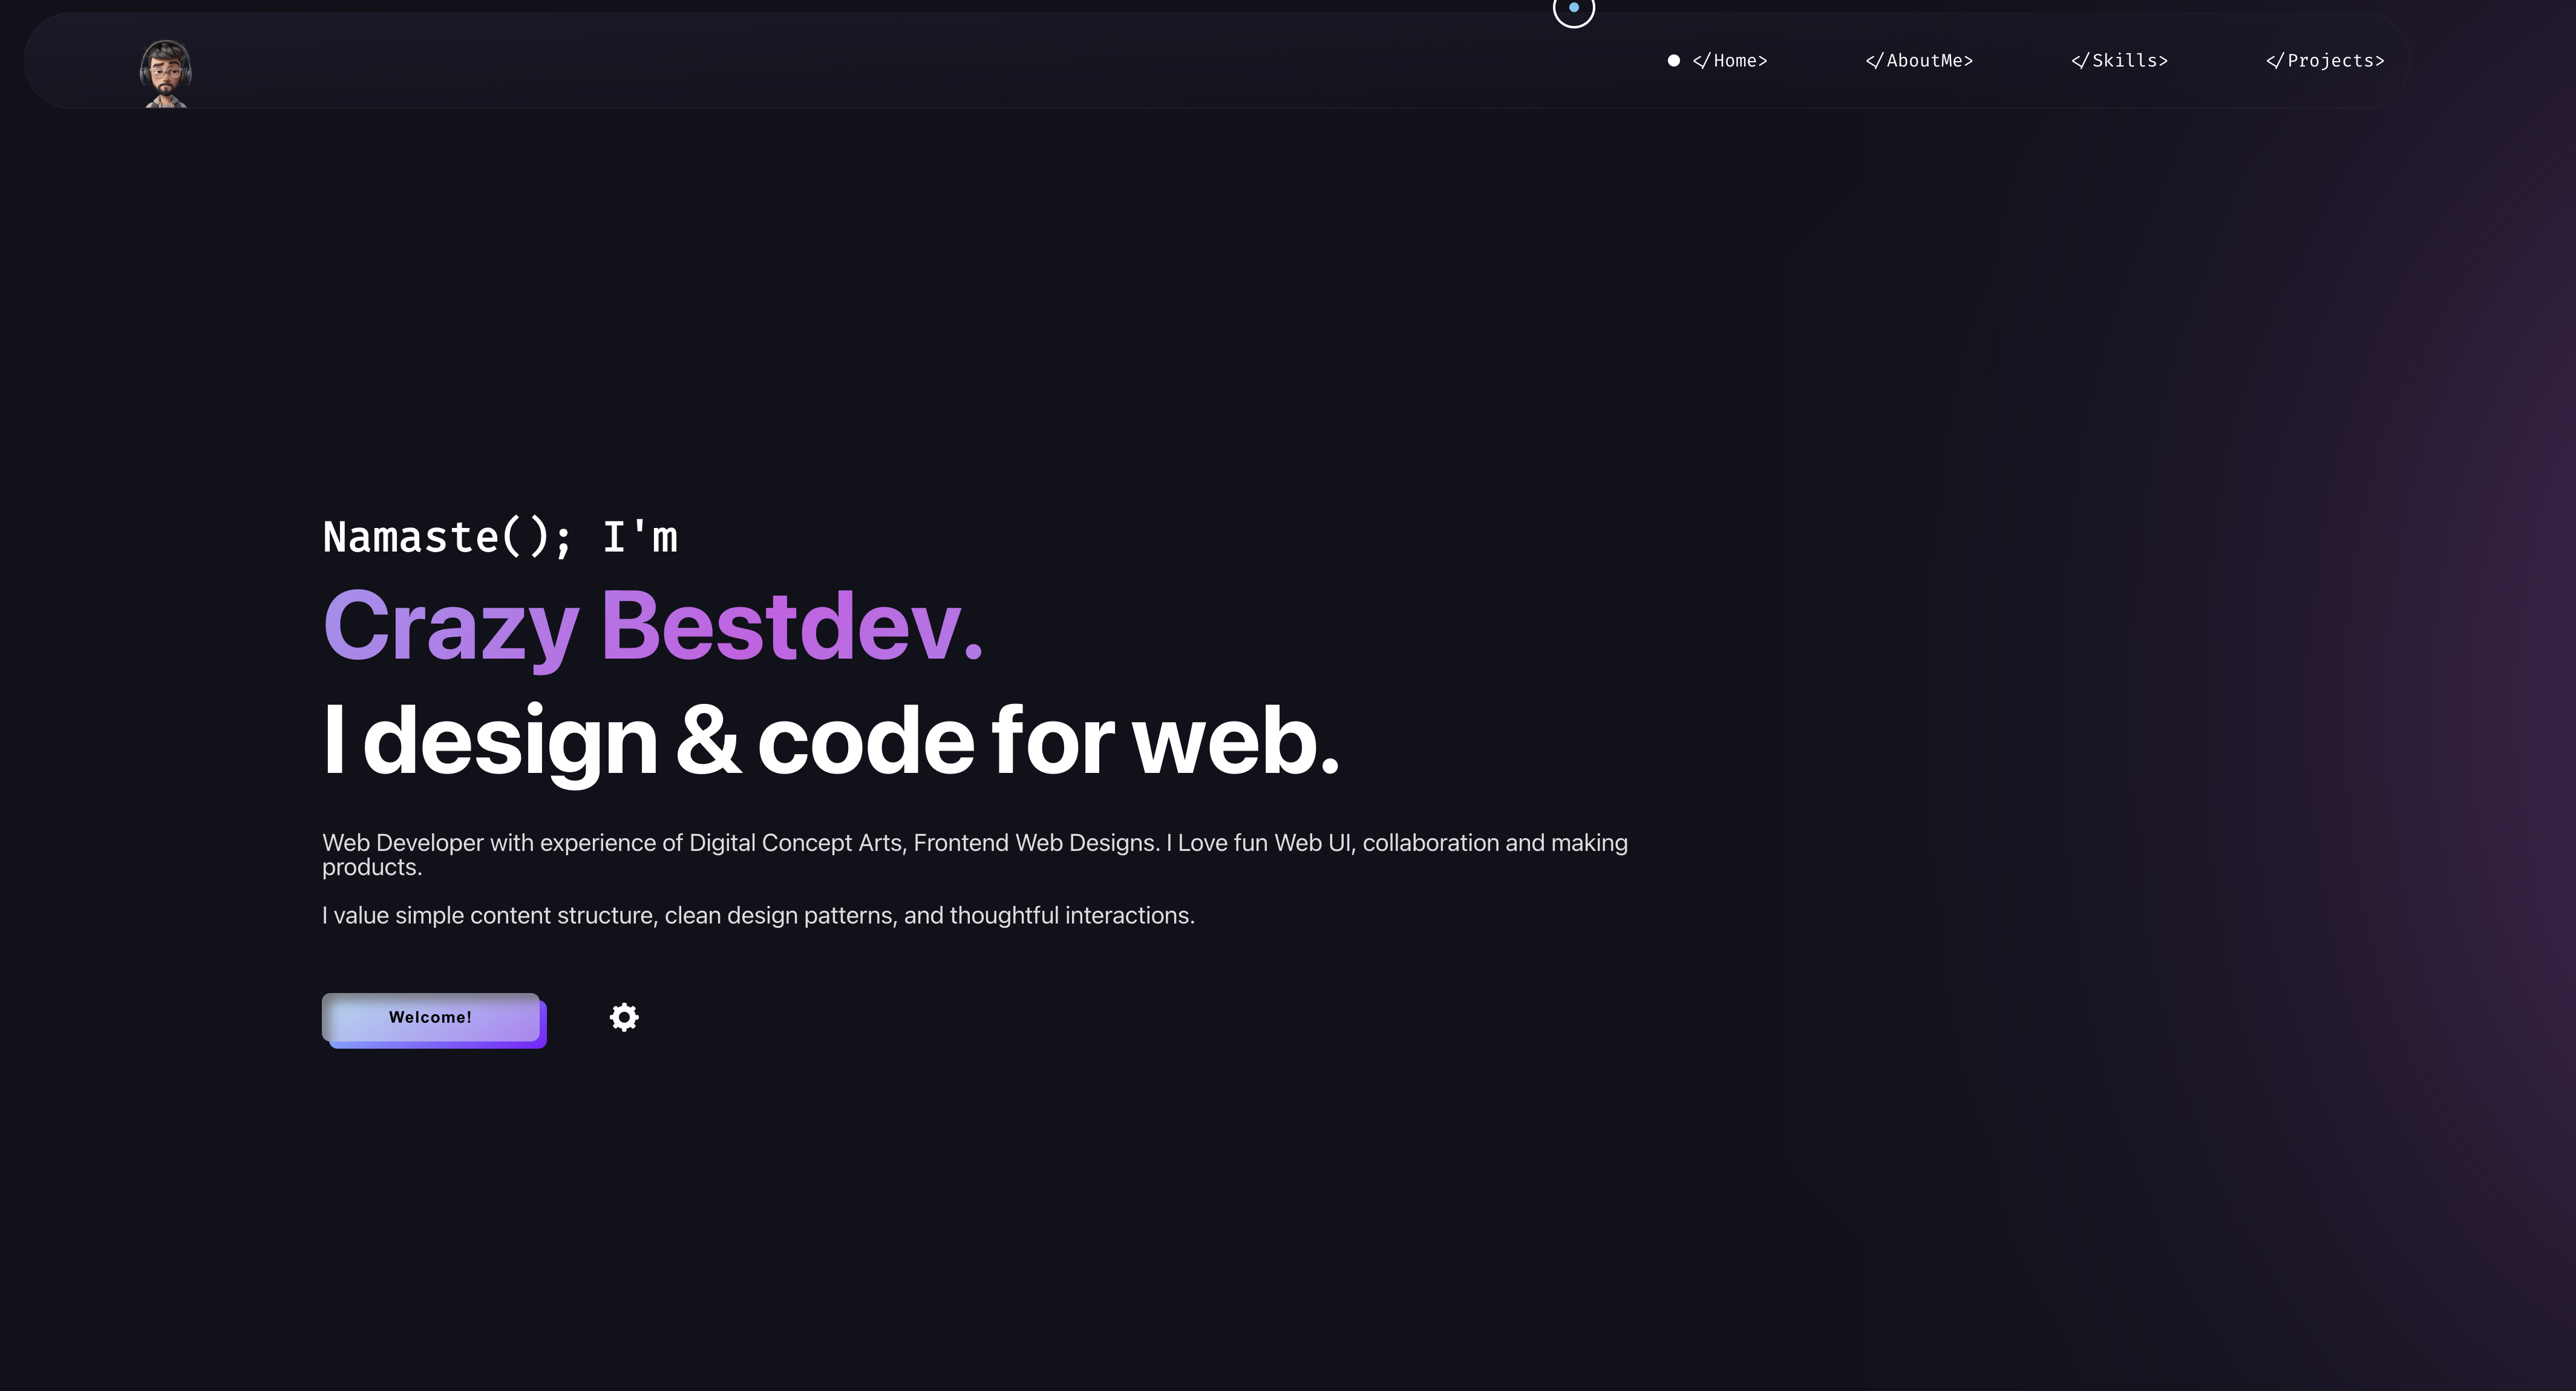 </Home>
</AboutMe>
</Skills>
</Projects>
Namaste(); I'm
Crazy Bestdev.
I design & code for web.
Web Developer with experience of Digital Concept Arts, Frontend Web Designs. I Love fun Web UI, collaboration and making
products.
I value simple content structure, clean design patterns, and thoughtful interactions.
Welcome!